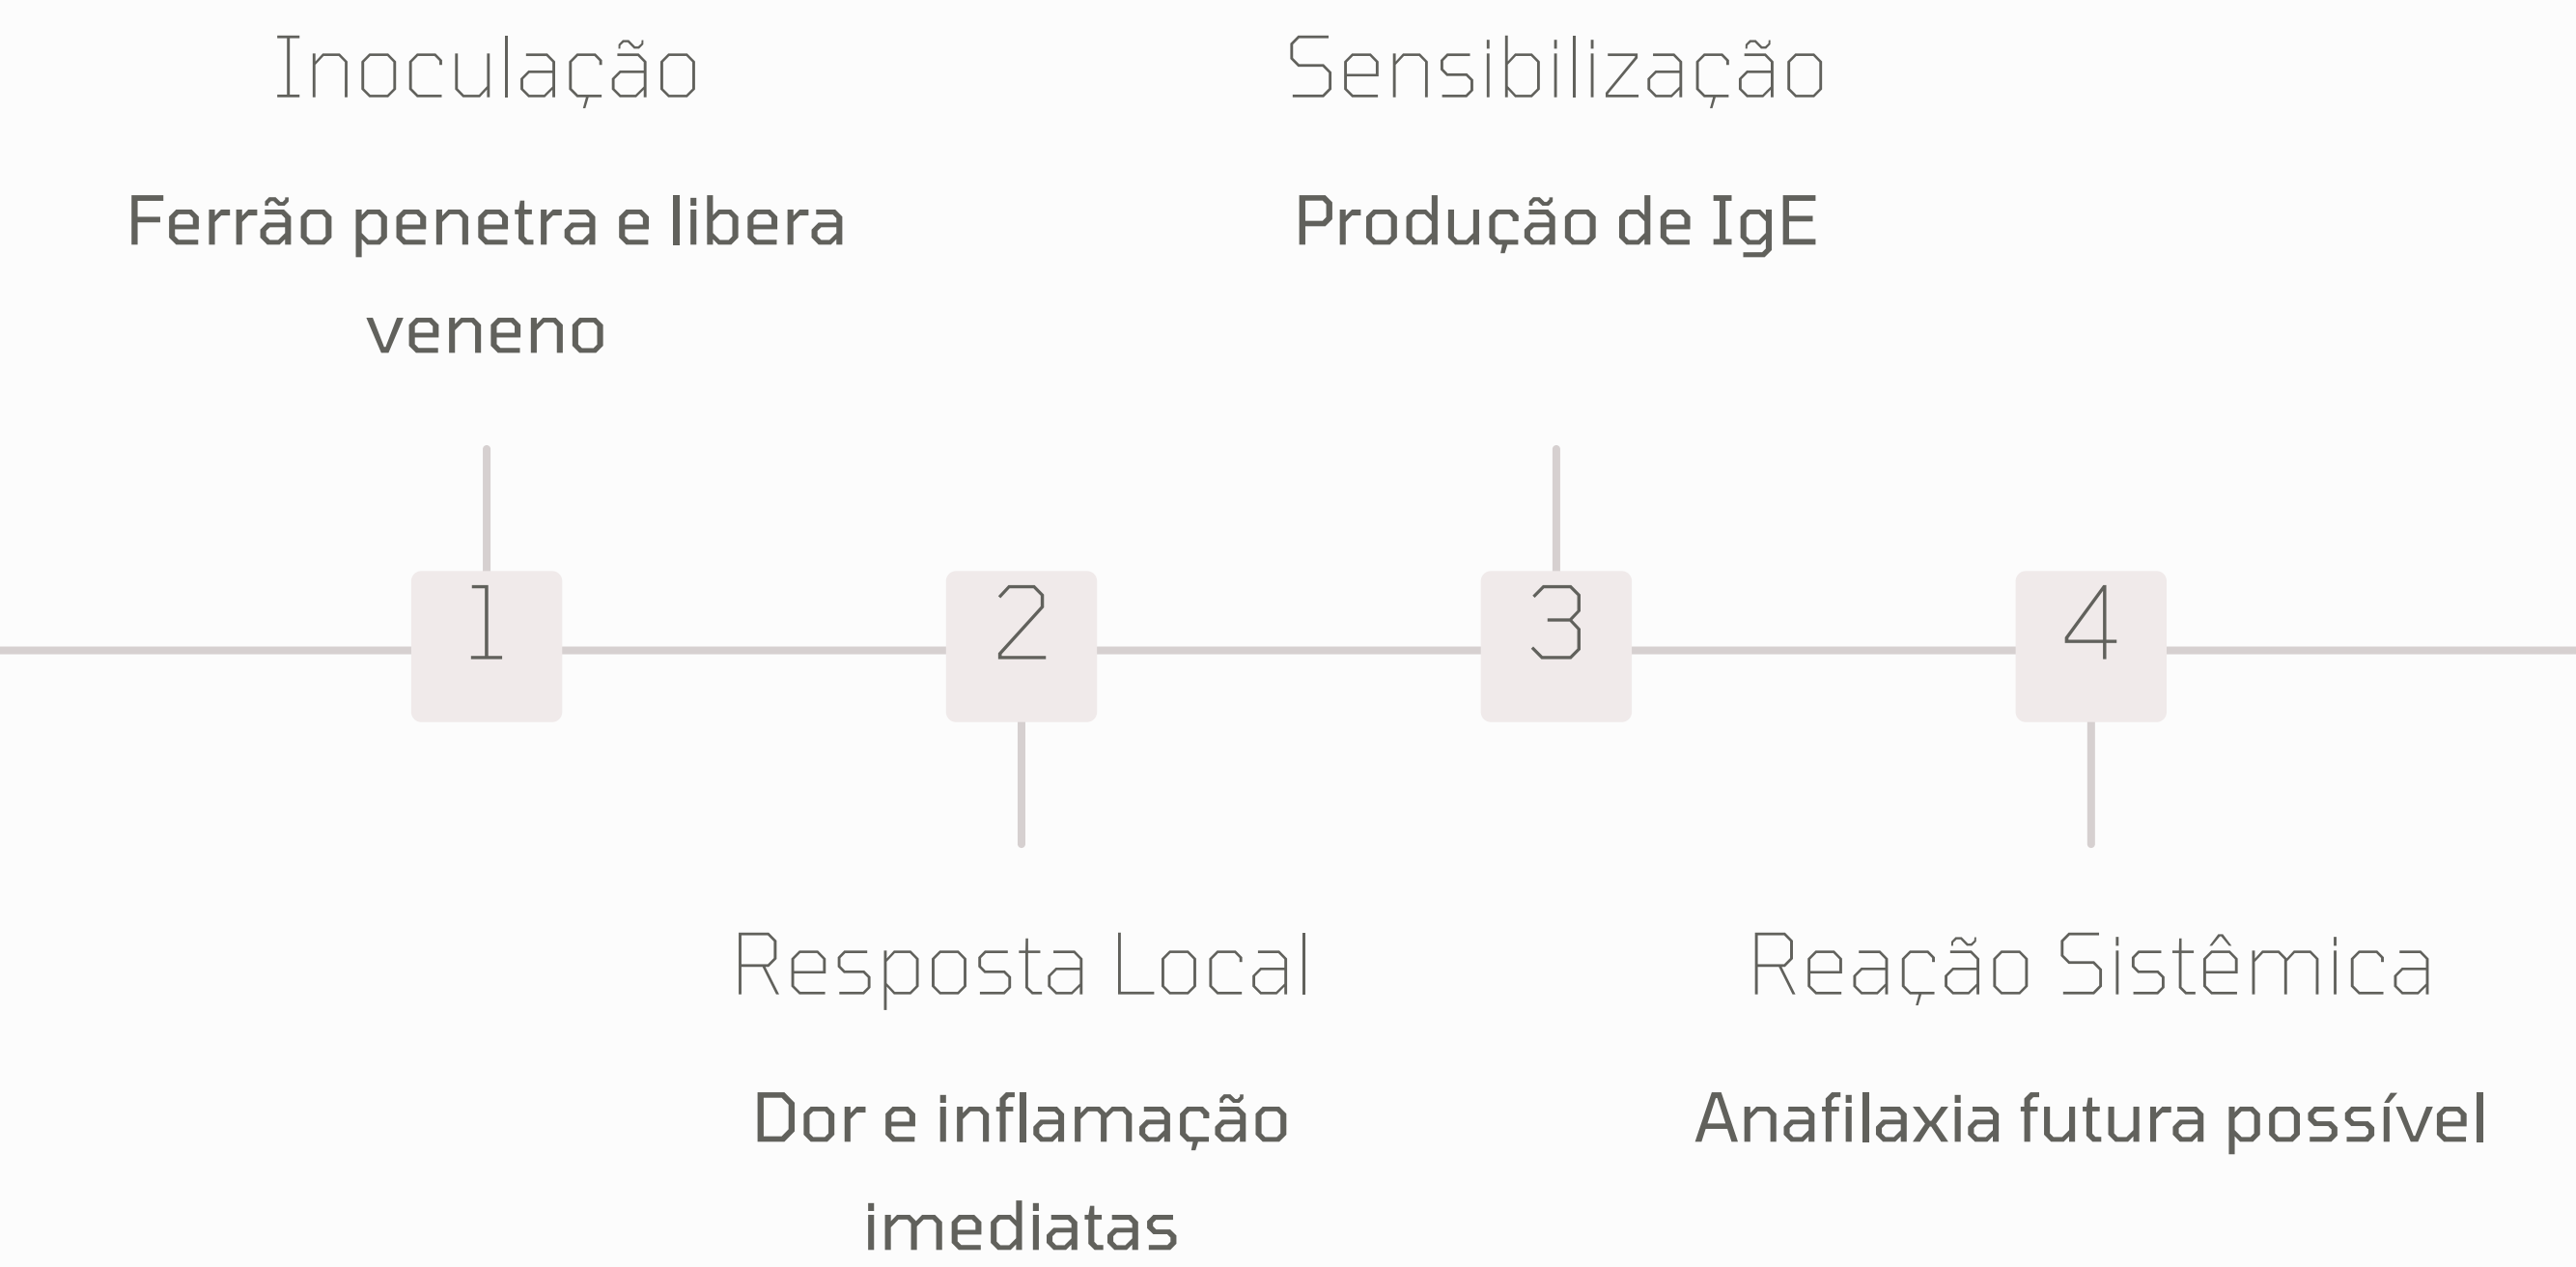 Inoculação
Ferrão penetra e libera
veneno
1
2
Resposta Local
Dor e inflamação
imediatas
Sensibilização
Produção de IgE
3
4
Reação Sistêmica
Anafilaxia futura possível